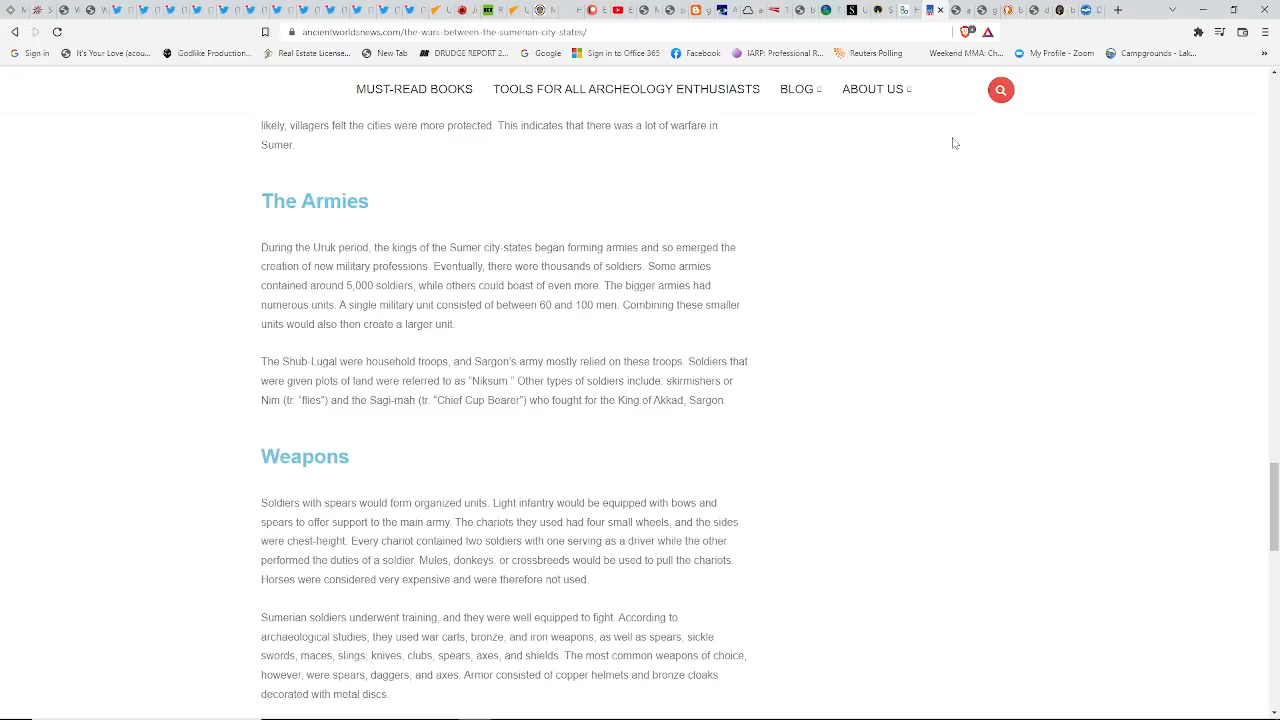 ancientworldsnews.com/the-wars-between-the-sumerian-city-states/
Sign in
It's Your Love (acou...
Godlike Production...
Real Estate License...
New Tab
DRUDGE REPORT 2...
Google
Sign in to Office 365
Facebook
IARP: Professional R...
Reuters Polling
Weekend MMA: Ch...
My Profile - Zoom
Campgrounds - Lak...
MUST-READ BOOKS
TOOLS FOR ALL ARCHEOLOGY ENTHUSIASTS
BLOG
ABOUT US
likely, villagers felt the cities were more protected. This indicates that there was a lot of warfare in
Sumer.
The Armies
During the Uruk period, the kings of the Sumer city-states began forming armies and so emerged the
creation of new military professions. Eventually, there were thousands of soldiers. Some armies
contained around 5,000 soldiers, while others could boast of even more. The bigger armies had
numerous units. A single military unit consisted of between 60 and 100 men. Combining these smaller
units would also then create a larger unit.
The Shub-Lugal were household troops, and Sargon's army mostly relied on these troops. Soldiers that
were given plots of land were referred to as “Niksum.” Other types of soldiers include: skirmishers or
Nim (tr. “flies”) and the Sagi-mah (tr. “Chief Cup Bearer”) who fought for the King of Akkad, Sargon.
Weapons
Soldiers with spears would form organized units. Light infantry would be equipped with bows and
spears to offer support to the main army. The chariots they used had four small wheels, and the sides
were chest-height. Every chariot contained two soldiers with one serving as a driver while the other
performed the duties of a soldier. Mules, donkeys, or crossbreeds would be used to pull the chariots.
Horses were considered very expensive and were therefore not used.
Sumerian soldiers underwent training, and they were well equipped to fight. According to
archaeological studies, they used war carts, bronze, and iron weapons, as well as spears, sickle
swords, maces, slings, knives, clubs, spears, axes, and shields. The most common weapons of choice,
however, were spears, daggers, and axes. Armor consisted of copper helmets and bronze cloaks
decorated with metal discs.